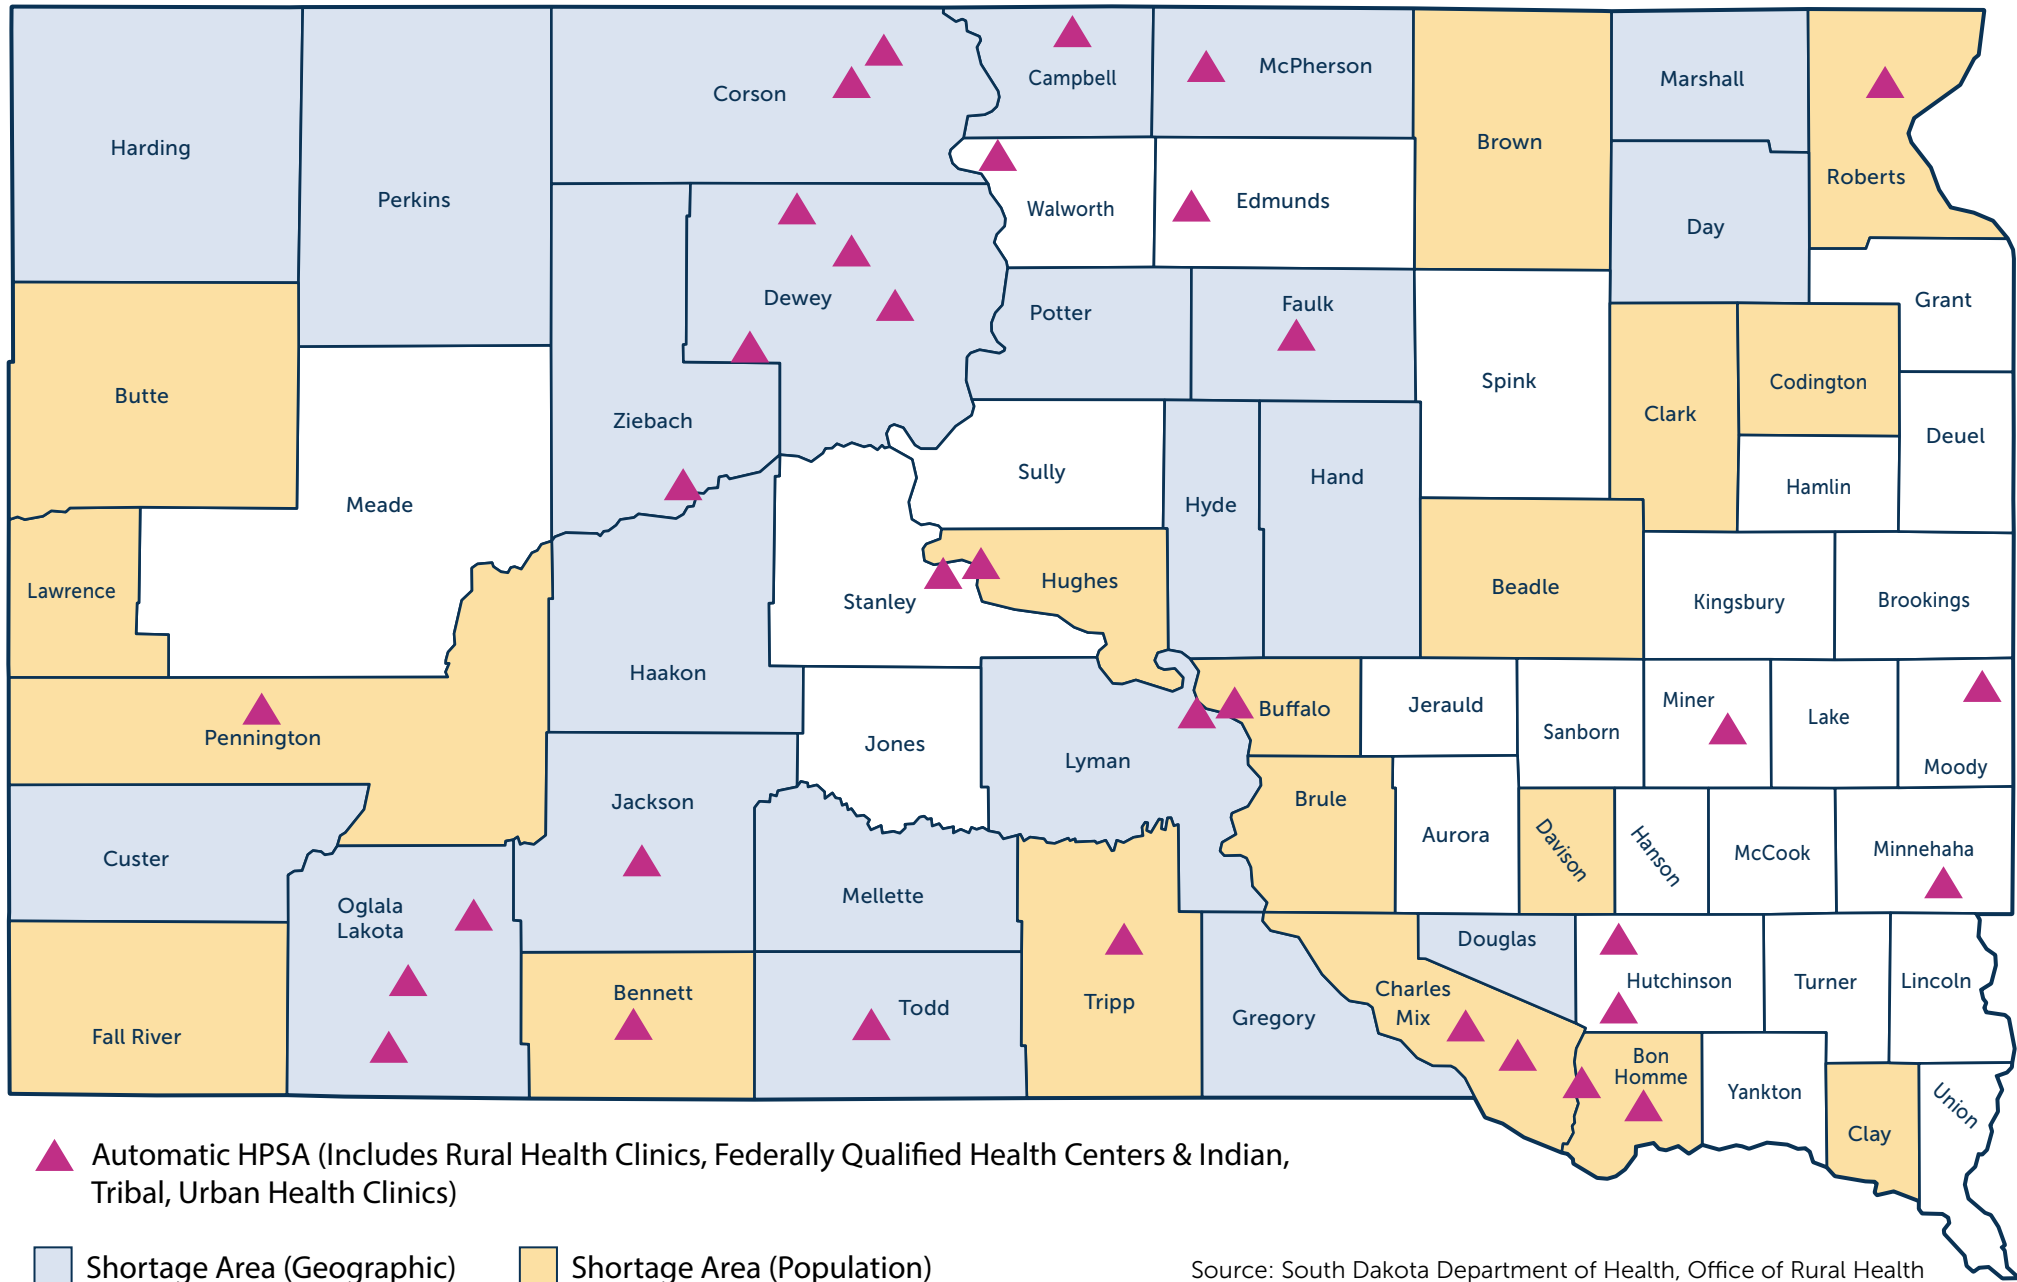 Harding
Perkins
Corson
Campbell
McPherson
Brown
Marshall
Roberts
Walworth
Edmunds
Day
Dewey
Potter
Faulk
Grant
Butte
Spink
Codington
Clark
Ziebach
Deuel
Meade
Sully
Hyde
Hand
Hamlin
Lawrence
Stanley
Hughes
Beadle
Kingsbury
Brookings
Haakon
Pennington
Jones
Lyman
Buffalo
Jerauld
Sanborn
Miner
Lake
Moody
Jackson
Brule
Aurora
Davison
Hanson
McCook
Minnehaha
Custer
Oglala
Lakota
Mellette
Douglas
Hutchinson
Turner
Lincoln
Fall River
Bennett
Todd
Tripp
Gregory
Charles
Mix
Bon
Homme
Yankton
Clay
Union
Automatic HPSA (Includes Rural Health Clinics, Federally Qualified Health Centers & Indian,
Tribal, Urban Health Clinics)
Shortage Area (Geographic)
Shortage Area (Population)
Source: South Dakota Department of Health, Office of Rural Health